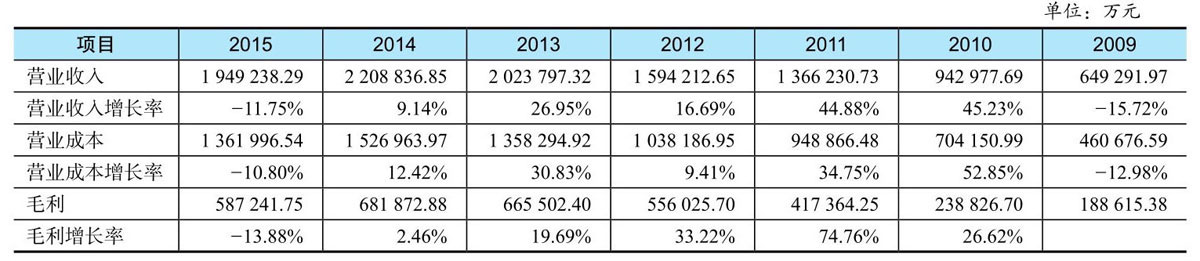 单位：万元
项目 2015 2014 2013 2012 2011 2010 2009
营业收入 1 949 238.29 2 208 836.85 2 023 797.32 1 594 212.65 1 366 230.73 942 977.69 649 291.97
营业收入增长率 −11.75% 9.14% 26.95% 16.69% 44.88% 45.23% −15.72%
营业成本 1 361 996.54 1 526 963.97 1 358 294.92 1 038 186.95 948 866.48 704 150.99 460 676.59
营业成本增长率 −10.80% 12.42% 30.83% 9.41% 34.75% 52.85% −12.98%
毛利 587 241.75 681 872.88 665 502.40 556 025.70 417 364.25 238 826.70 188 615.38
毛利增长率 −13.88% 2.46% 19.69% 33.22% 74.76% 26.62%